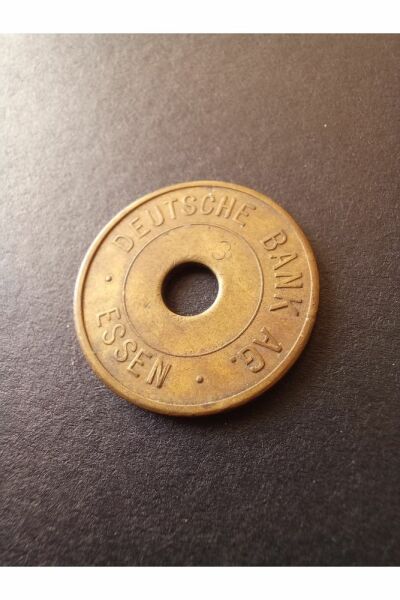 · DEUTSCHE BANK AG. ·
ESSEN
3